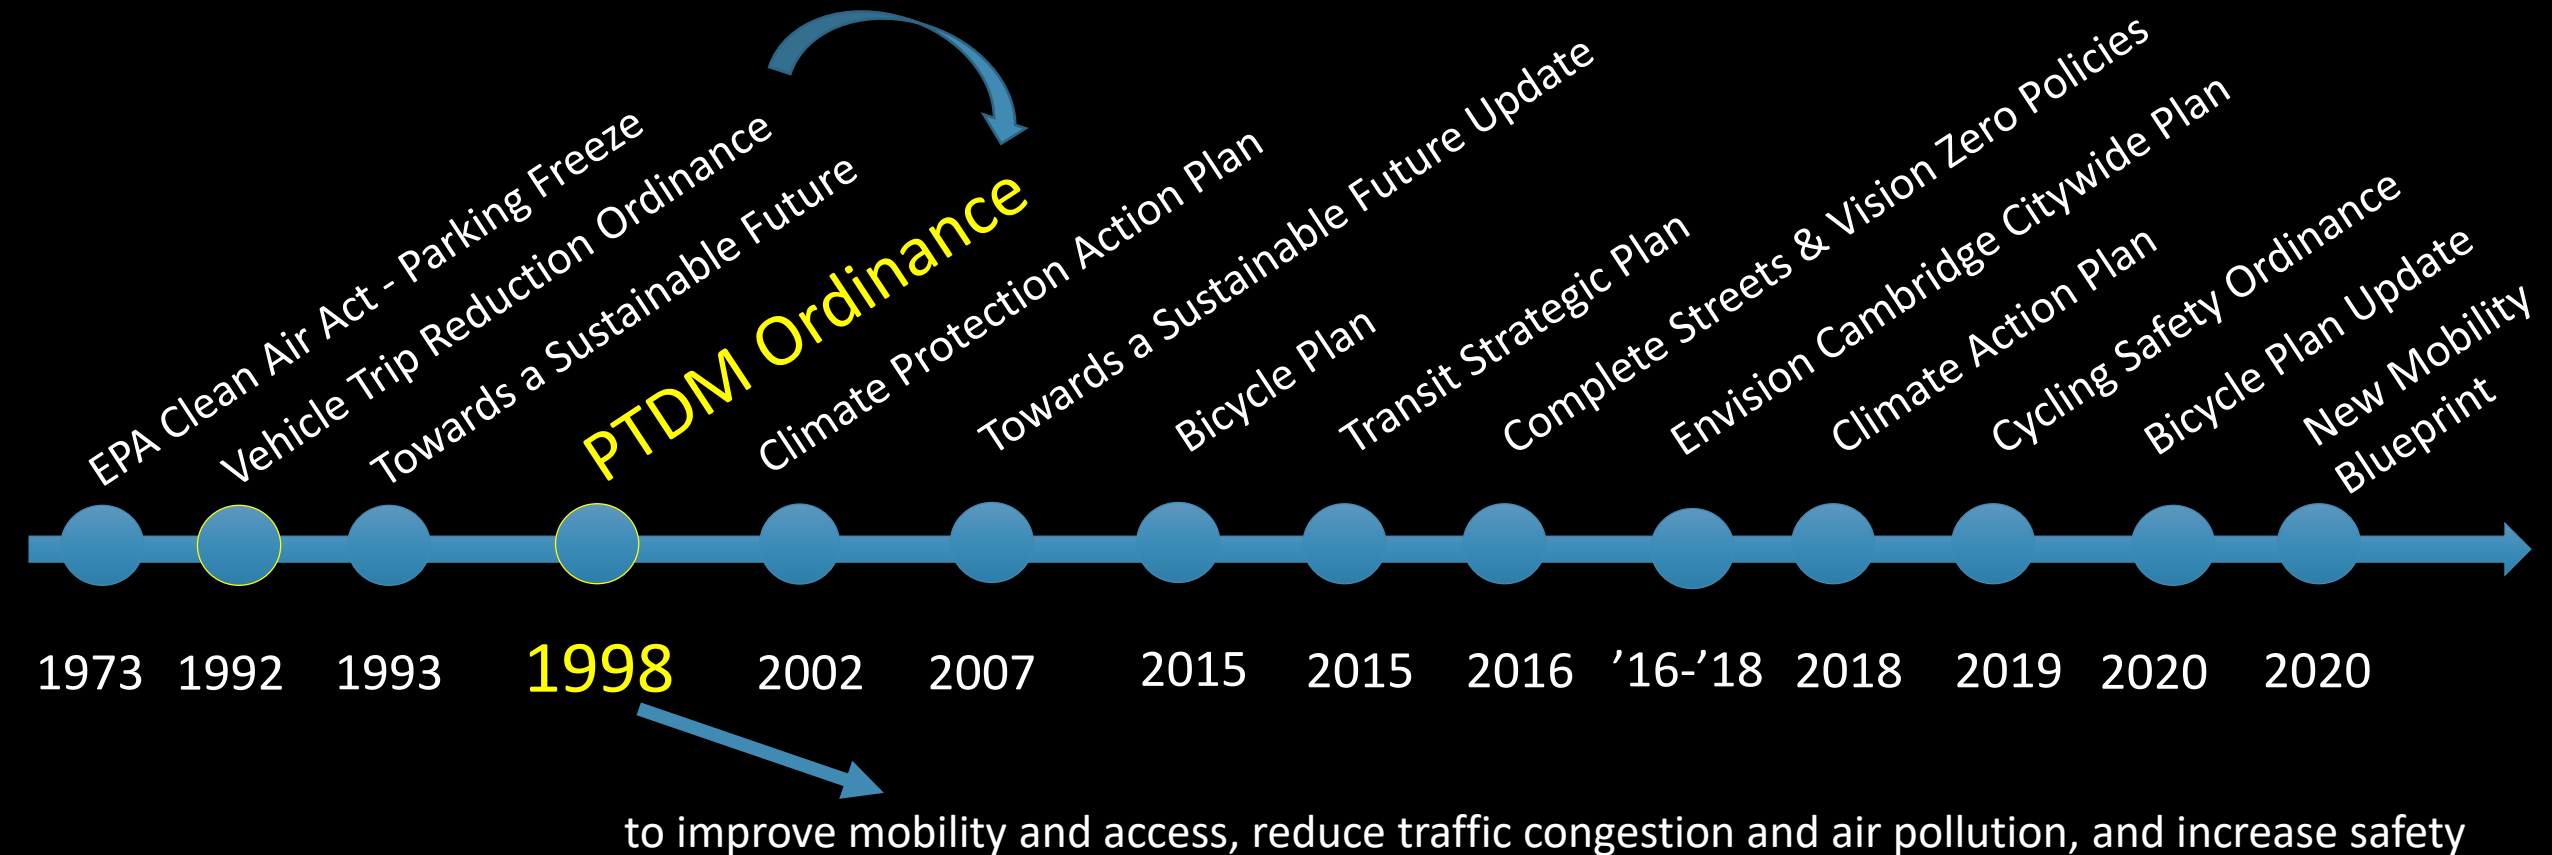 EPA Clean Air Act - Parking Freeze
Vehicle Trip Reduction Ordinance
Towards a Sustainable Future
PTDM Ordinance
Climate Protection Action Plan
Towards a Sustainable Future Update
Bicycle Plan
Transit Strategic Plan
Complete Streets & Vision Zero Policies
Envision Cambridge Citywide Plan
Climate Action Plan
Cycling Safety Ordinance
Bicycle Plan Update
New Mobility
Blueprint
1973 1992 1993 1998 2002 2007 2015 2015 2016 ’16-’18 2018 2019 2020 2020
to improve mobility and access, reduce traffic congestion and air pollution, and increase safety